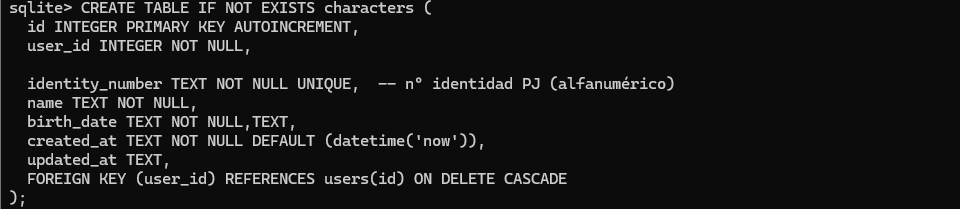 sqlite> CREATE TABLE IF NOT EXISTS characters (
  id INTEGER PRIMARY KEY AUTOINCREMENT,
  user_id INTEGER NOT NULL,

  identity_number TEXT NOT NULL UNIQUE,  -- nº identidad PJ (alfanumérico)
  name TEXT NOT NULL,
  birth_date TEXT NOT NULL,TEXT,
  created_at TEXT NOT NULL DEFAULT (datetime('now')),
  updated_at TEXT,
  FOREIGN KEY (user_id) REFERENCES users(id) ON DELETE CASCADE
);